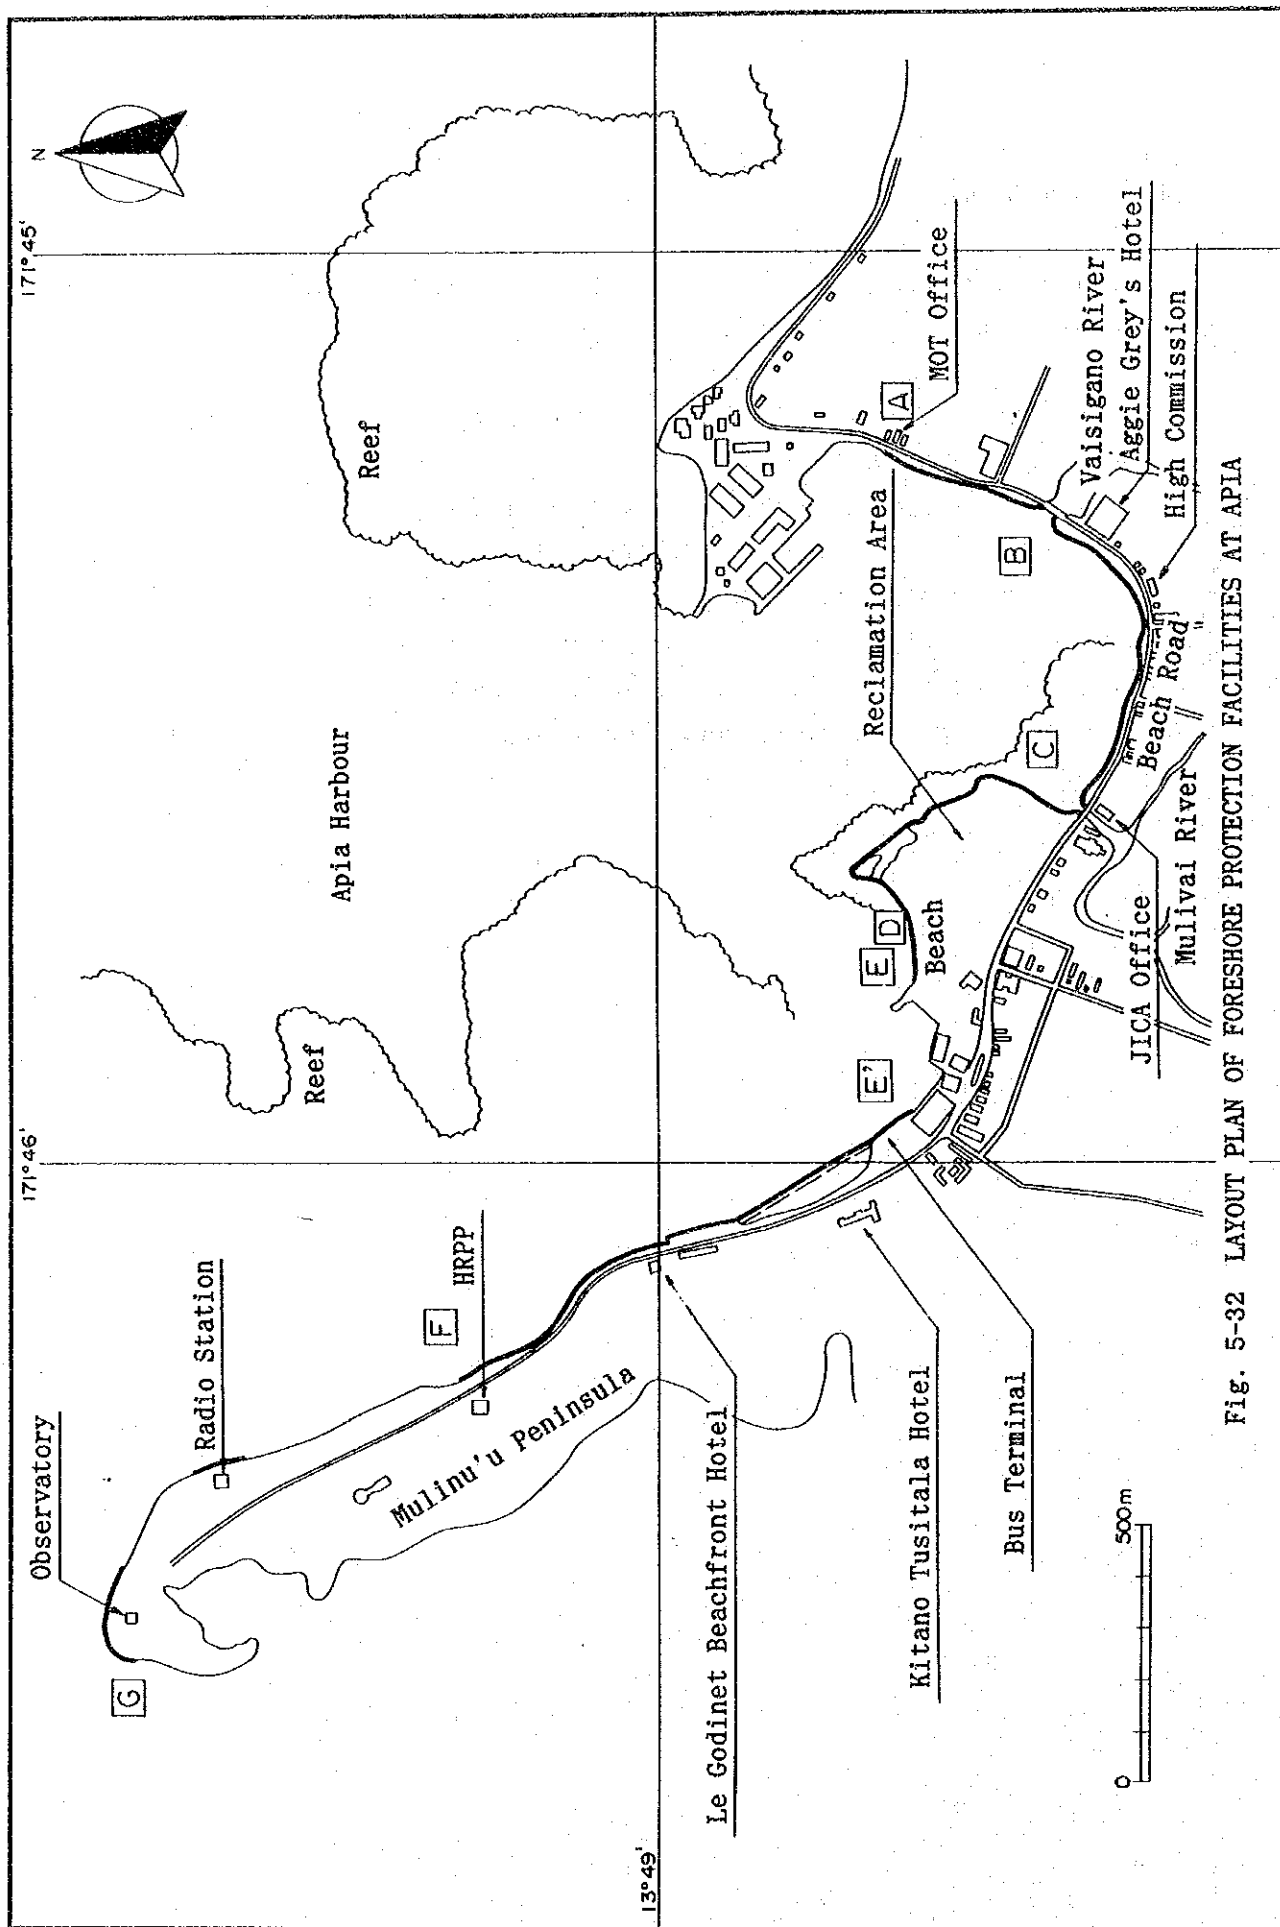 N
171°45'
171°46'
13°49'
Reef
Apia Harbour
Reef
Observatory
Radio Station
HRPP
F
G
Mulinu'u Peninsula
Le Godinet Beachfront Hotel
Kitano Tusitala Hotel
Bus Terminal
E'
E
D
Beach
Reclamation Area
C
B
A
MOT Office
Vaisigano River
Aggie Grey's Hotel
High Commission
Beach Road
Mulivai River
JICA Office
0
500m
Fig. 5-32 LAYOUT PLAN OF FORESHORE PROTECTION FACILITIES AT APIA